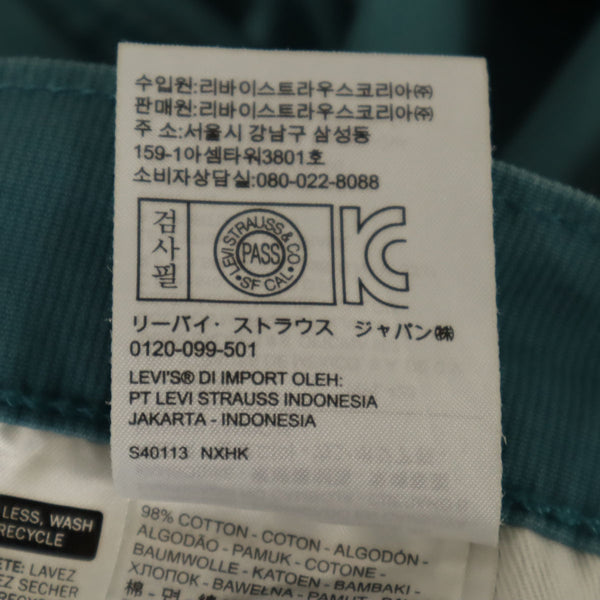 수입원:리바이스트라우스코리아㈜
판매원:리바이스트라우스코리아㈜
주 소:서울시 강남구 삼성동
159-1아셈타워3801호
소비자상담실:080-022-8088
검사필
LEVI STRAUSS & CO
PASS
SF CAL
リーバイ・ストラウス ジャパン㈱
0120-099-501
LEVI'S® DI IMPORT OLEH:
PT LEVI STRAUSS INDONESIA
JAKARTA - INDONESIA
S40113 NXHK
LESS, WASH
RECYCLE
LAVEZ
SECHER
98% COTTON - COTON - ALGODÓN -
ALGODÃO - PAMUK - COTONE -
BAUMWOLLE - KATOEN - BAMBAKI -
ХЛОПОК - BAWEŁNA - PAMUT -